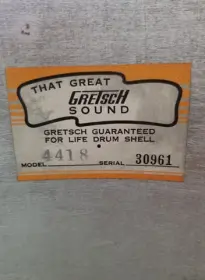 THAT GREAT
GRETSCH
SOUND
GRETSCH GUARANTEED
FOR LIFE DRUM SHELL
MODEL 4418 SERIAL 30961